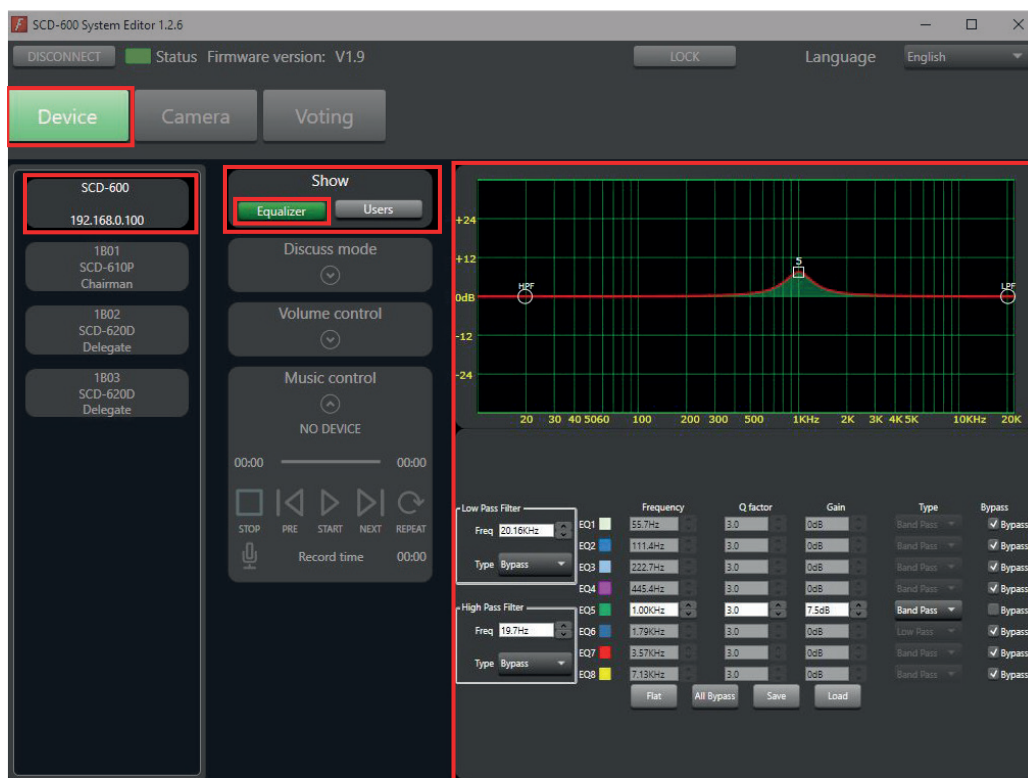 SCD-600 System Editor 1.2.6
DISCONNECT Status Firmware version: V1.9 LOCK Language English
Device Camera Voting
SCD-600
192.168.0.100
1B01
SCD-610P
Chairman
1B02
SCD-620D
Delegate
1B03
SCD-620D
Delegate
Show
Equalizer Users
Discuss mode
Volume control
Music control
NO DEVICE
00:00 00:00
STOP PRE START NEXT REPEAT
Record time 00:00
+24
+12
0dB
-12
-24
HPF 5 LPF
20 30 40 50 60 100 200 300 500 1KHz 2K 3K 4K 5K 10KHz 20K
Low Pass Filter
Freq 20.16KHz
Type Bypass
High Pass Filter
Freq 19.7Hz
Type Bypass
Frequency Q factor Gain Type Bypass
EQ1 55.7Hz 3.0 0dB Band Pass Bypass
EQ2 111.4Hz 3.0 0dB Band Pass Bypass
EQ3 222.7Hz 3.0 0dB Band Pass Bypass
EQ4 445.4Hz 3.0 0dB Band Pass Bypass
EQ5 1.00KHz 3.0 7.5dB Band Pass Bypass
EQ6 1.79KHz 3.0 0dB Low Pass Bypass
EQ7 3.57KHz 3.0 0dB Band Pass Bypass
EQ8 7.13KHz 3.0 0dB Band Pass Bypass
Flat All Bypass Save Load